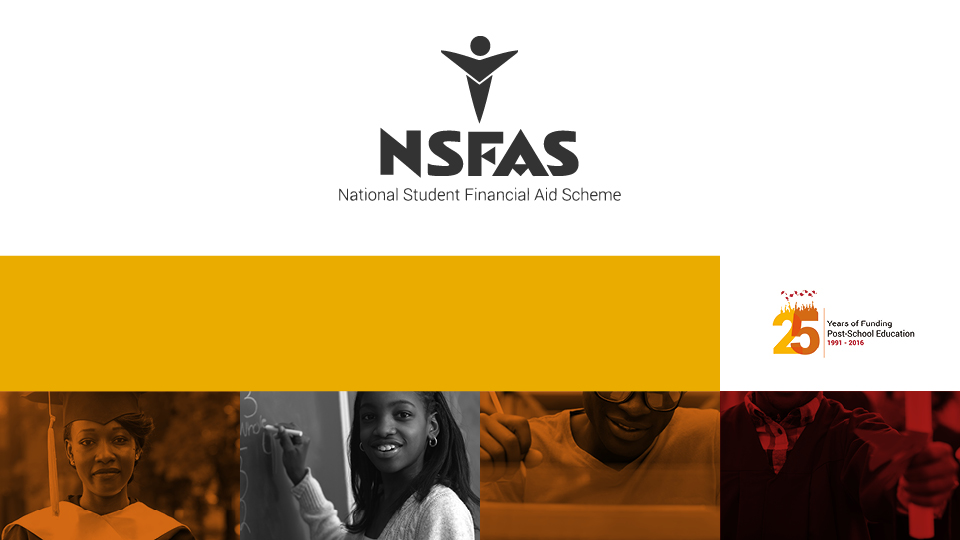 NSFAS
National Student Financial Aid Scheme
25
Years of Funding
Post-School Education
1991 - 2016